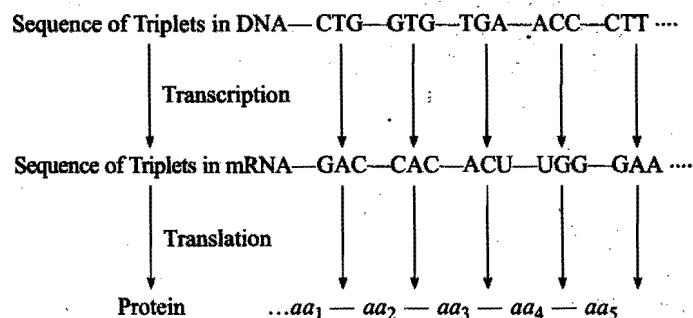 Sequence of Triplets in DNA—CTG—GTG—TGA—ACC—CTT ····
Transcription
Sequence of Triplets in mRNA—GAC—CAC—ACU—UGG—GAA ····
Translation
Protein ...aa₁ — aa₂ — aa₃ — aa₄ — aa₅